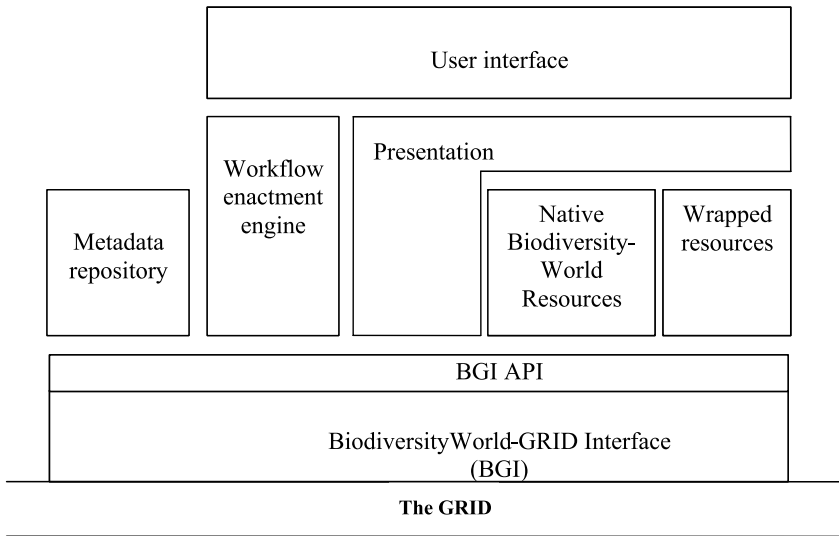 User interface
Workflow
enactment
engine
Presentation
Metadata
repository
Native
Biodiversity-
World
Resources
Wrapped
resources
BGI API
BiodiversityWorld-GRID Interface
(BGI)
The GRID